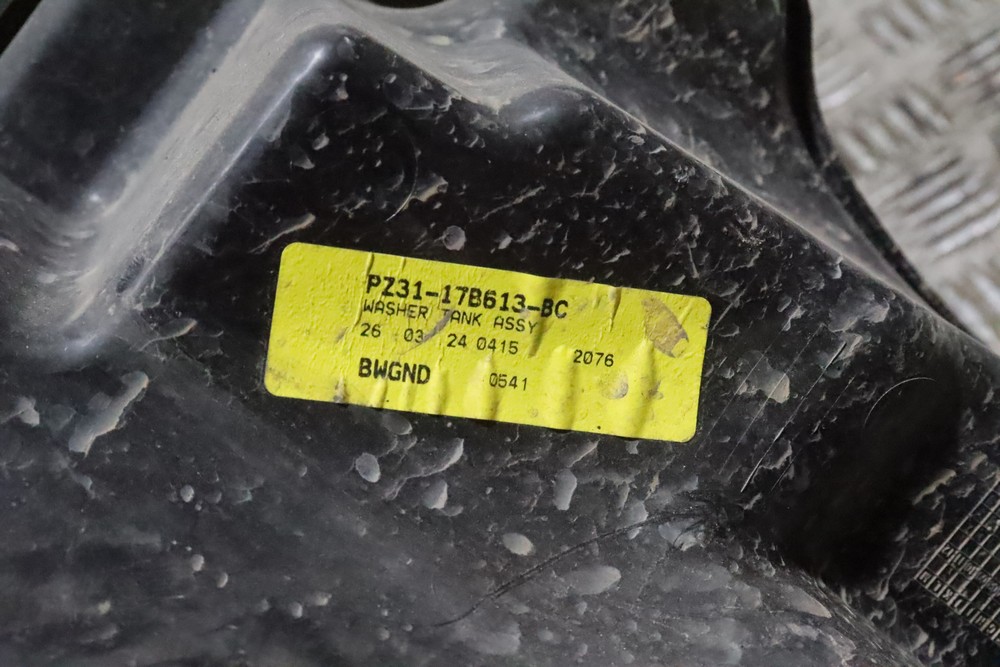 PZ31-17B613-BC
WASHER TANK ASSY
26 03 24 0415 2076
BWGND 0541